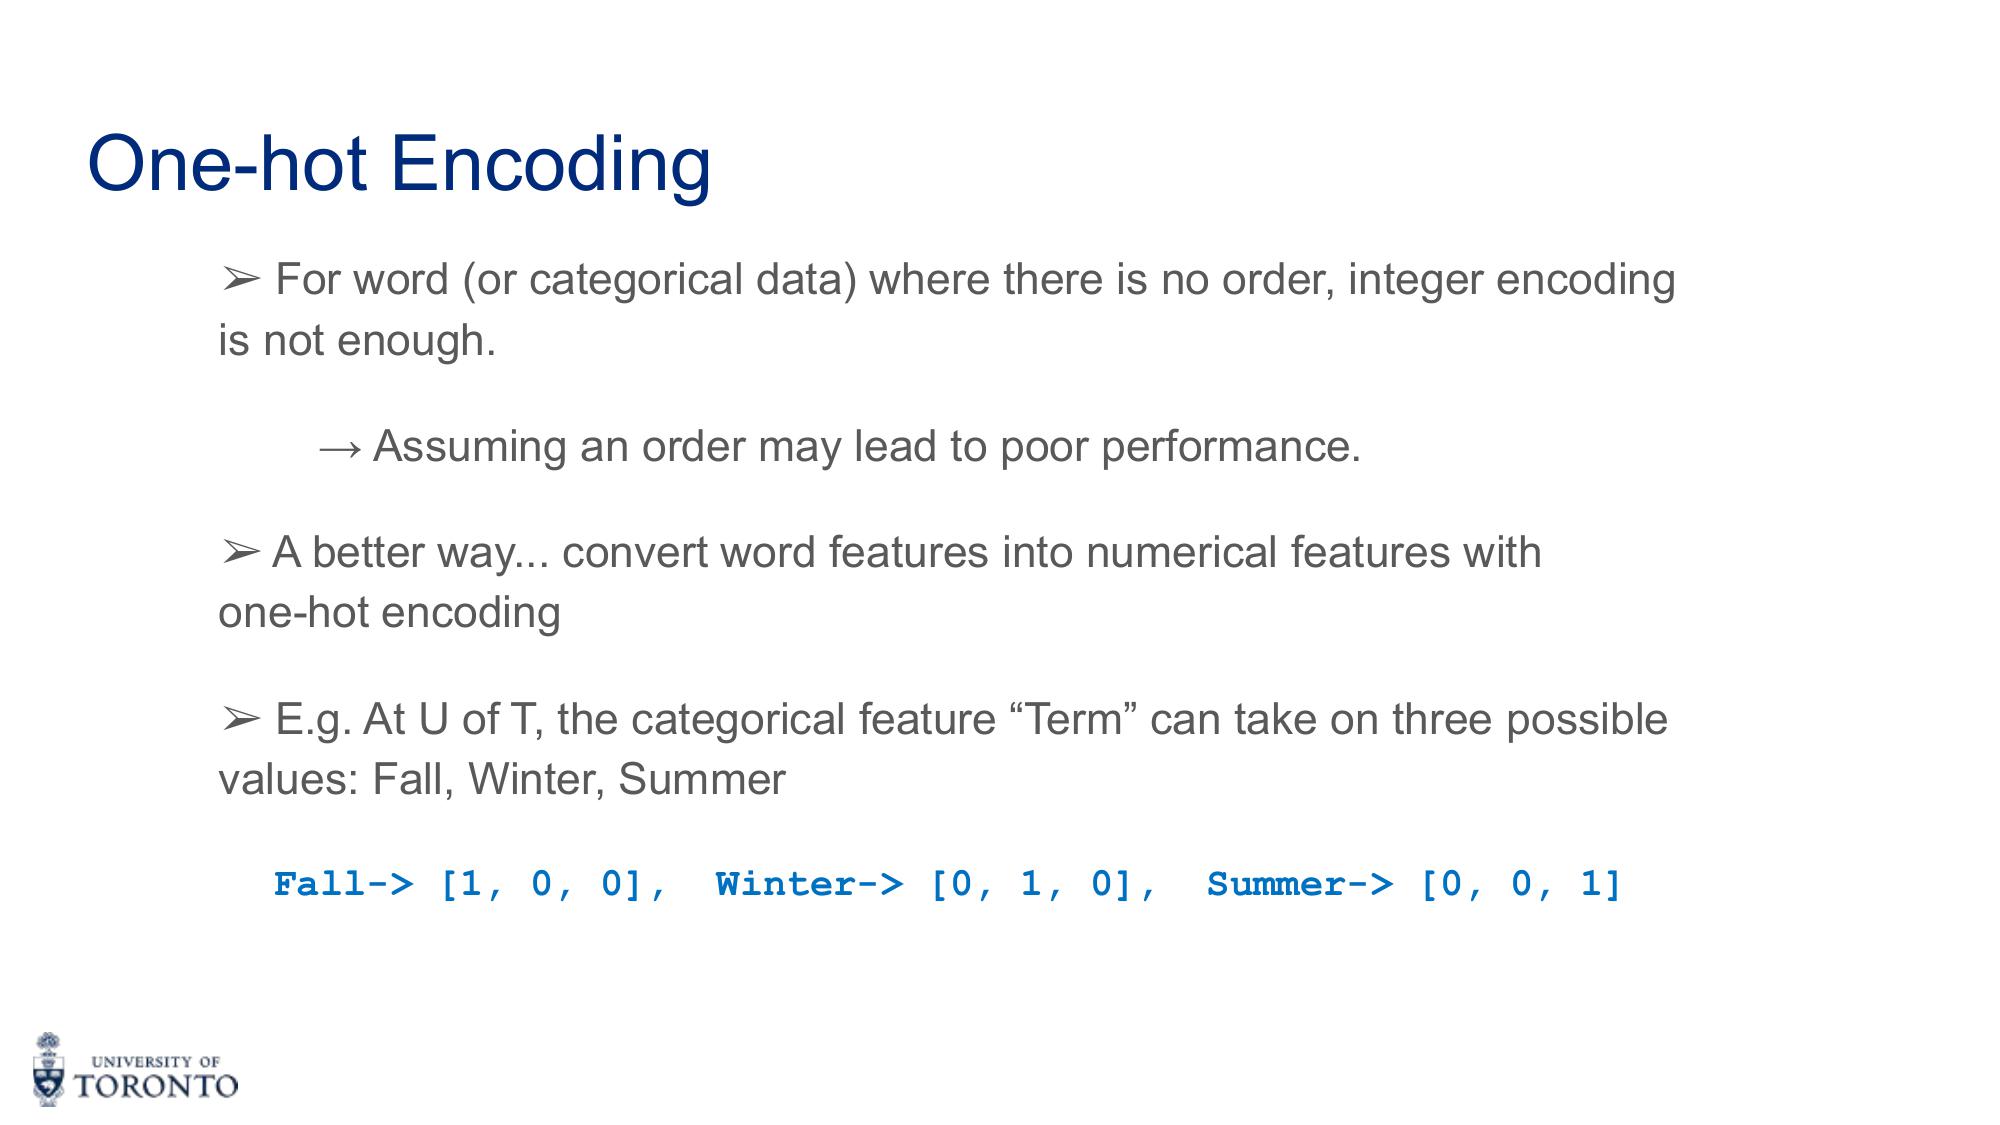 One-hot Encoding
➢ For word (or categorical data) where there is no order, integer encoding
is not enough.
→ Assuming an order may lead to poor performance.
➢ A better way... convert word features into numerical features with
one-hot encoding
➢ E.g. At U of T, the categorical feature “Term” can take on three possible
values: Fall, Winter, Summer
Fall-> [1, 0, 0], Winter-> [0, 1, 0], Summer-> [0, 0, 1]
UNIVERSITY OF
TORONTO